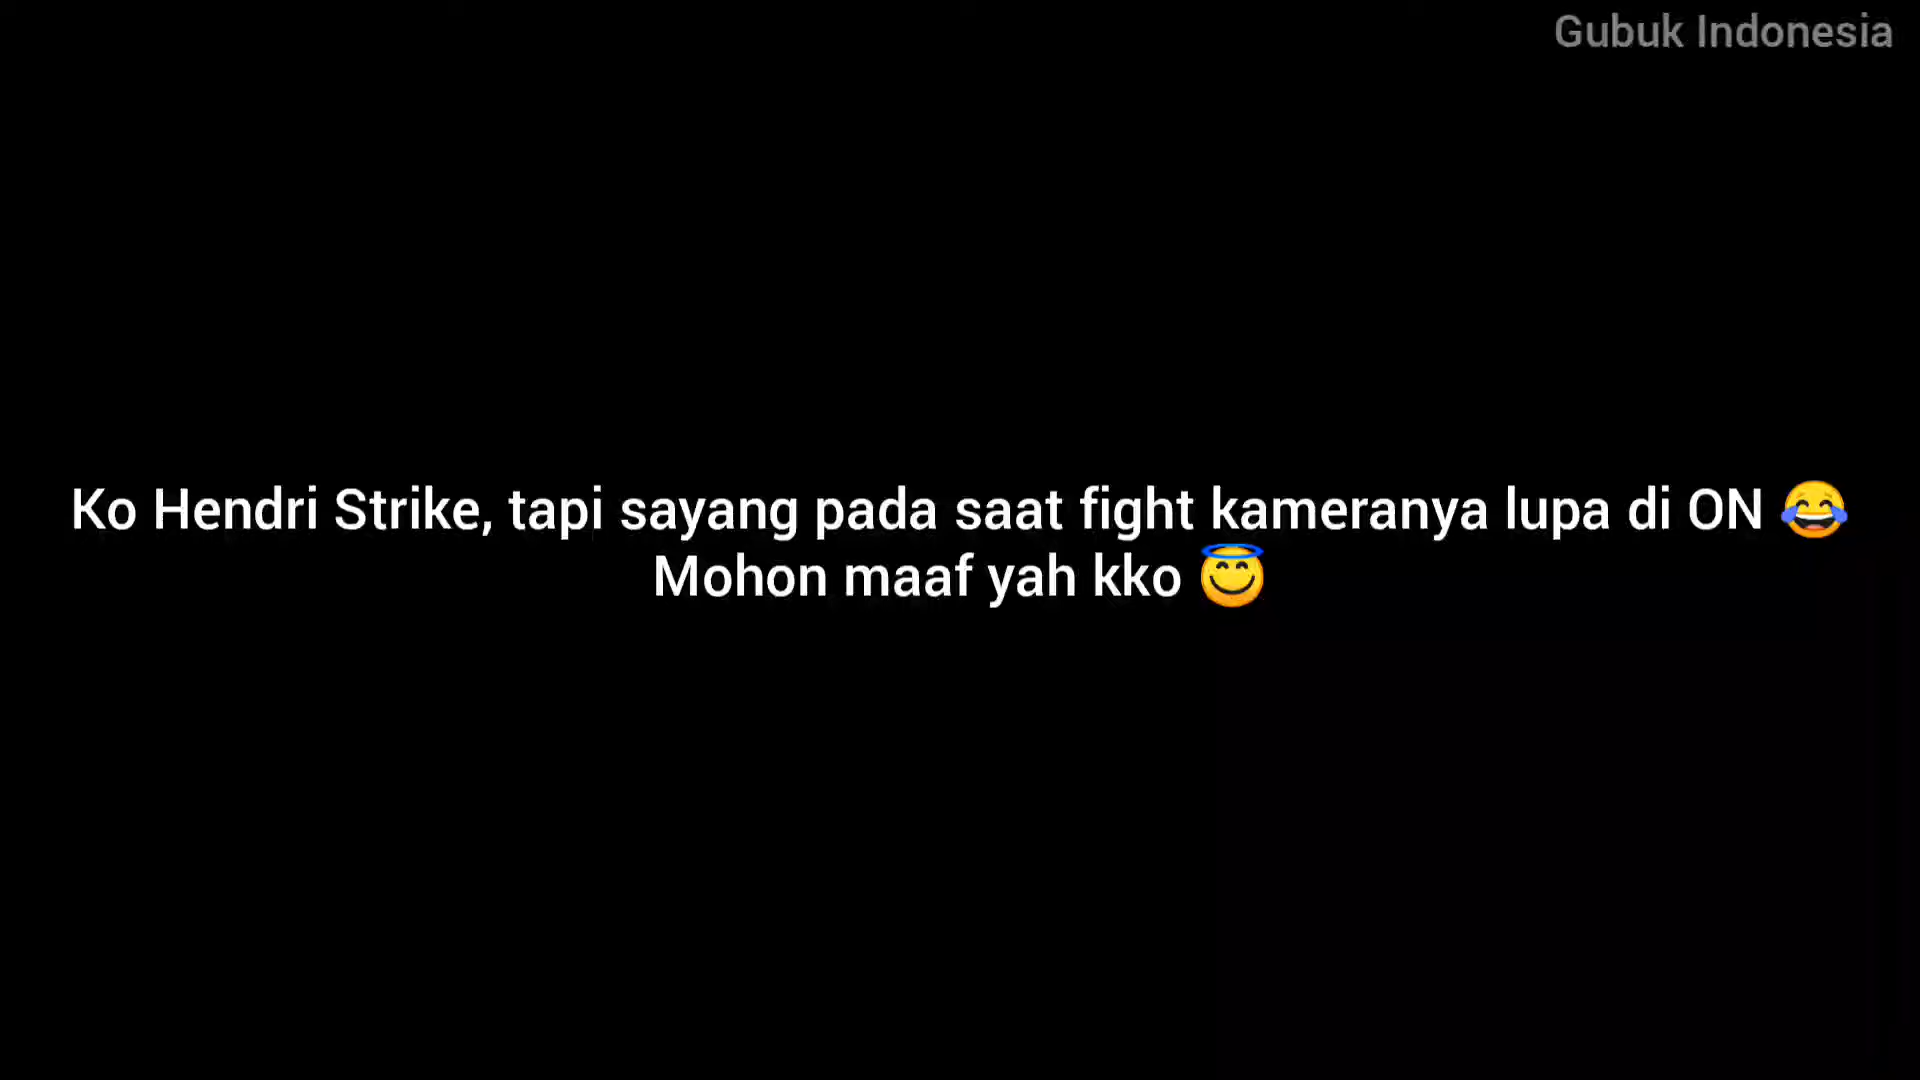 Gubuk Indonesia
Ko Hendri Strike, tapi sayang pada saat fight kameranya lupa di ON 😂
Mohon maaf yah kko 😇